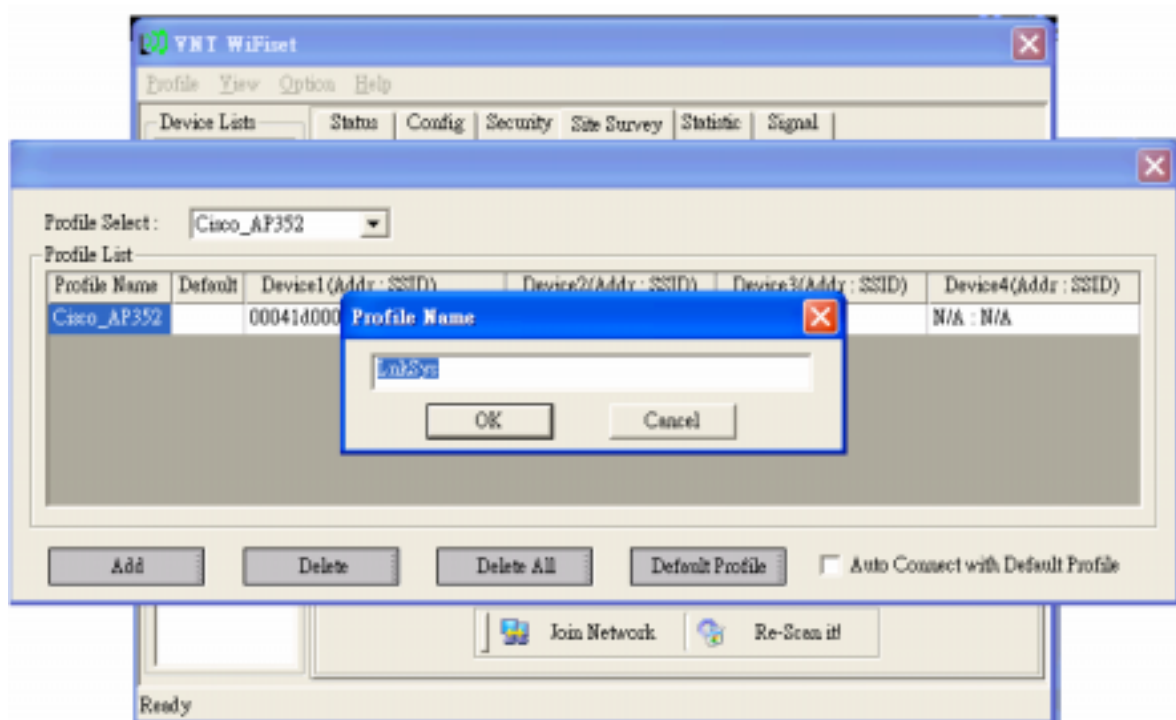 VNT WiFiset
Profile View Option Help
Device Lists
Status Config Security Site Survey Statistic Signal
Profile Select :
Cisco_AP352
Profile List
Profile Name Default Device1(Addr : SSID) Device2(Addr : SSID) Device3(Addr : SSID) Device4(Addr : SSID)
Cisco_AP352 00041d000 N/A : N/A
Profile Name
LnkSys
OK Cancel
Add Delete Delete All Default Profile Auto Connect with Default Profile
Join Network Re-Scan it!
Ready